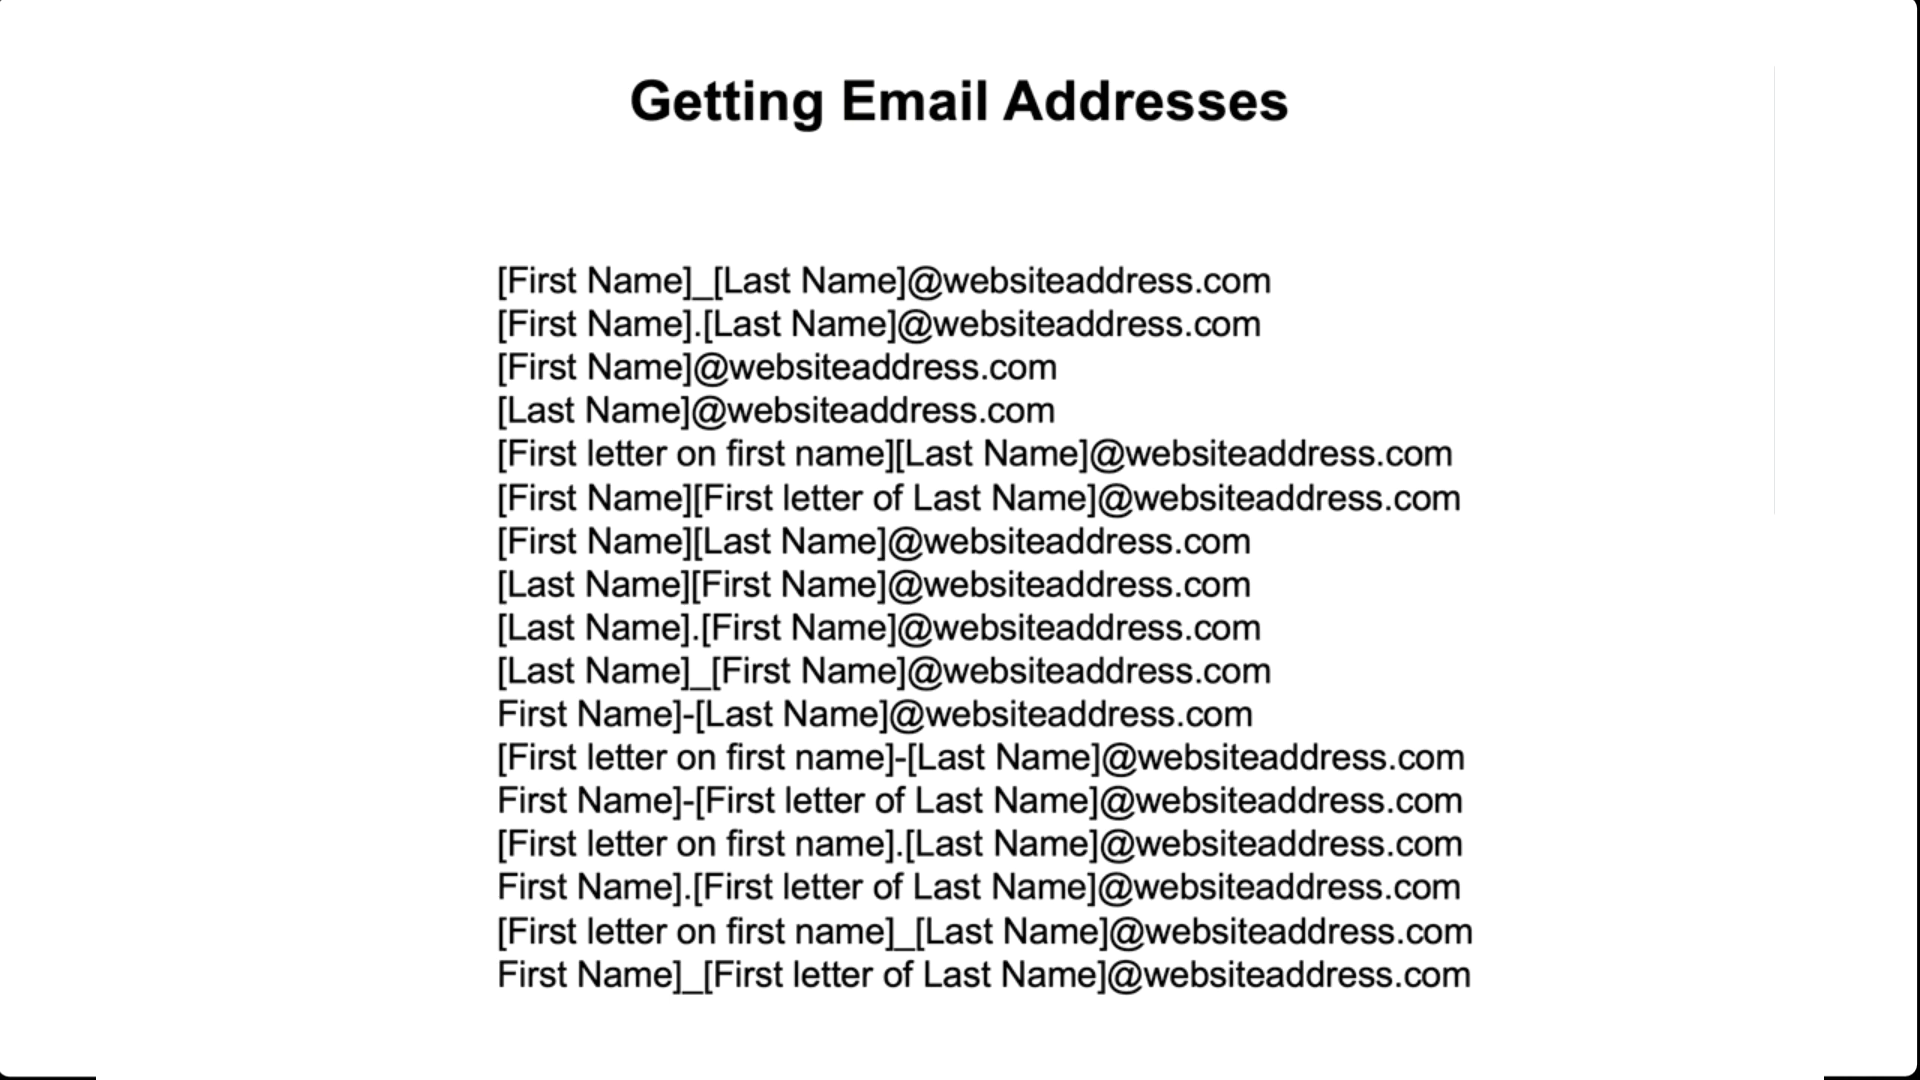 Getting Email Addresses
[First Name]_[Last Name]@websiteaddress.com
[First Name].[Last Name]@websiteaddress.com
[First Name]@websiteaddress.com
[Last Name]@websiteaddress.com
[First letter on first name][Last Name]@websiteaddress.com
[First Name][First letter of Last Name]@websiteaddress.com
[First Name][Last Name]@websiteaddress.com
[Last Name][First Name]@websiteaddress.com
[Last Name].[First Name]@websiteaddress.com
[Last Name]_[First Name]@websiteaddress.com
First Name]-[Last Name]@websiteaddress.com
[First letter on first name]-[Last Name]@websiteaddress.com
First Name]-[First letter of Last Name]@websiteaddress.com
[First letter on first name].[Last Name]@websiteaddress.com
First Name].[First letter of Last Name]@websiteaddress.com
[First letter on first name]_[Last Name]@websiteaddress.com
First Name]_[First letter of Last Name]@websiteaddress.com